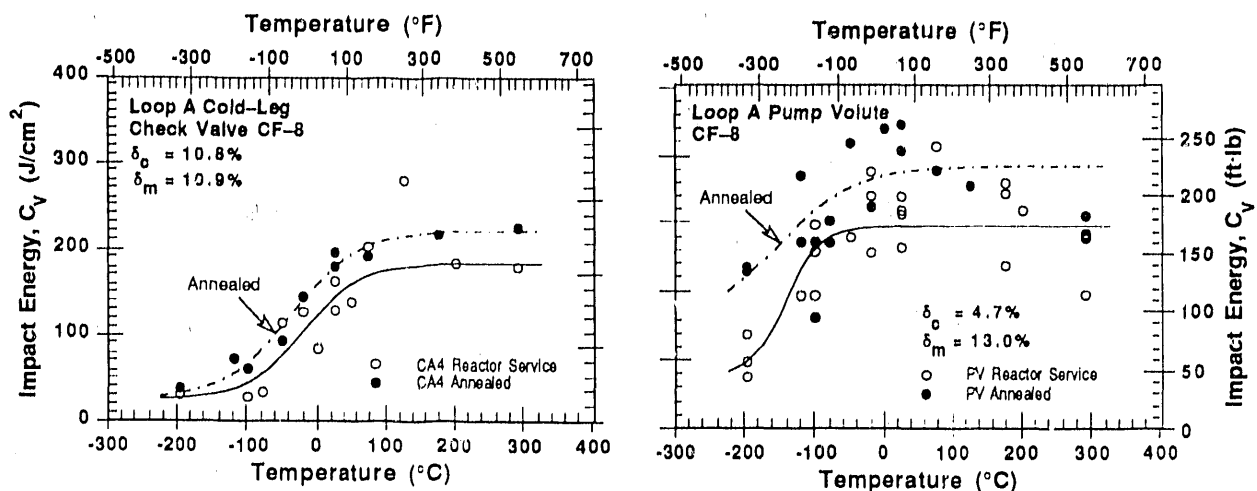 Temperature (°F)
-500 -300 -100 100 300 500 700
400
300
200
100
0
Impact Energy, Cᵥ (J/cm²)
Loop A Cold–Leg
Check Valve CF–8
δc = 10.8%
δm = 10.9%
Annealed
CA4 Reactor Service
CA4 Annealed
-300 -200 -100 0 100 200 300 400
Temperature (°C)
Temperature (°F)
-500 -300 -100 100 300 500 700
Loop A Pump Volute
CF-8
Annealed
δc = 4.7%
δm = 13.0%
PV Reactor Service
PV Annealed
250
200
150
100
50
0
Impact Energy, Cᵥ (ft·lb)
-300 -200 -100 0 100 200 300 400
Temperature (°C)